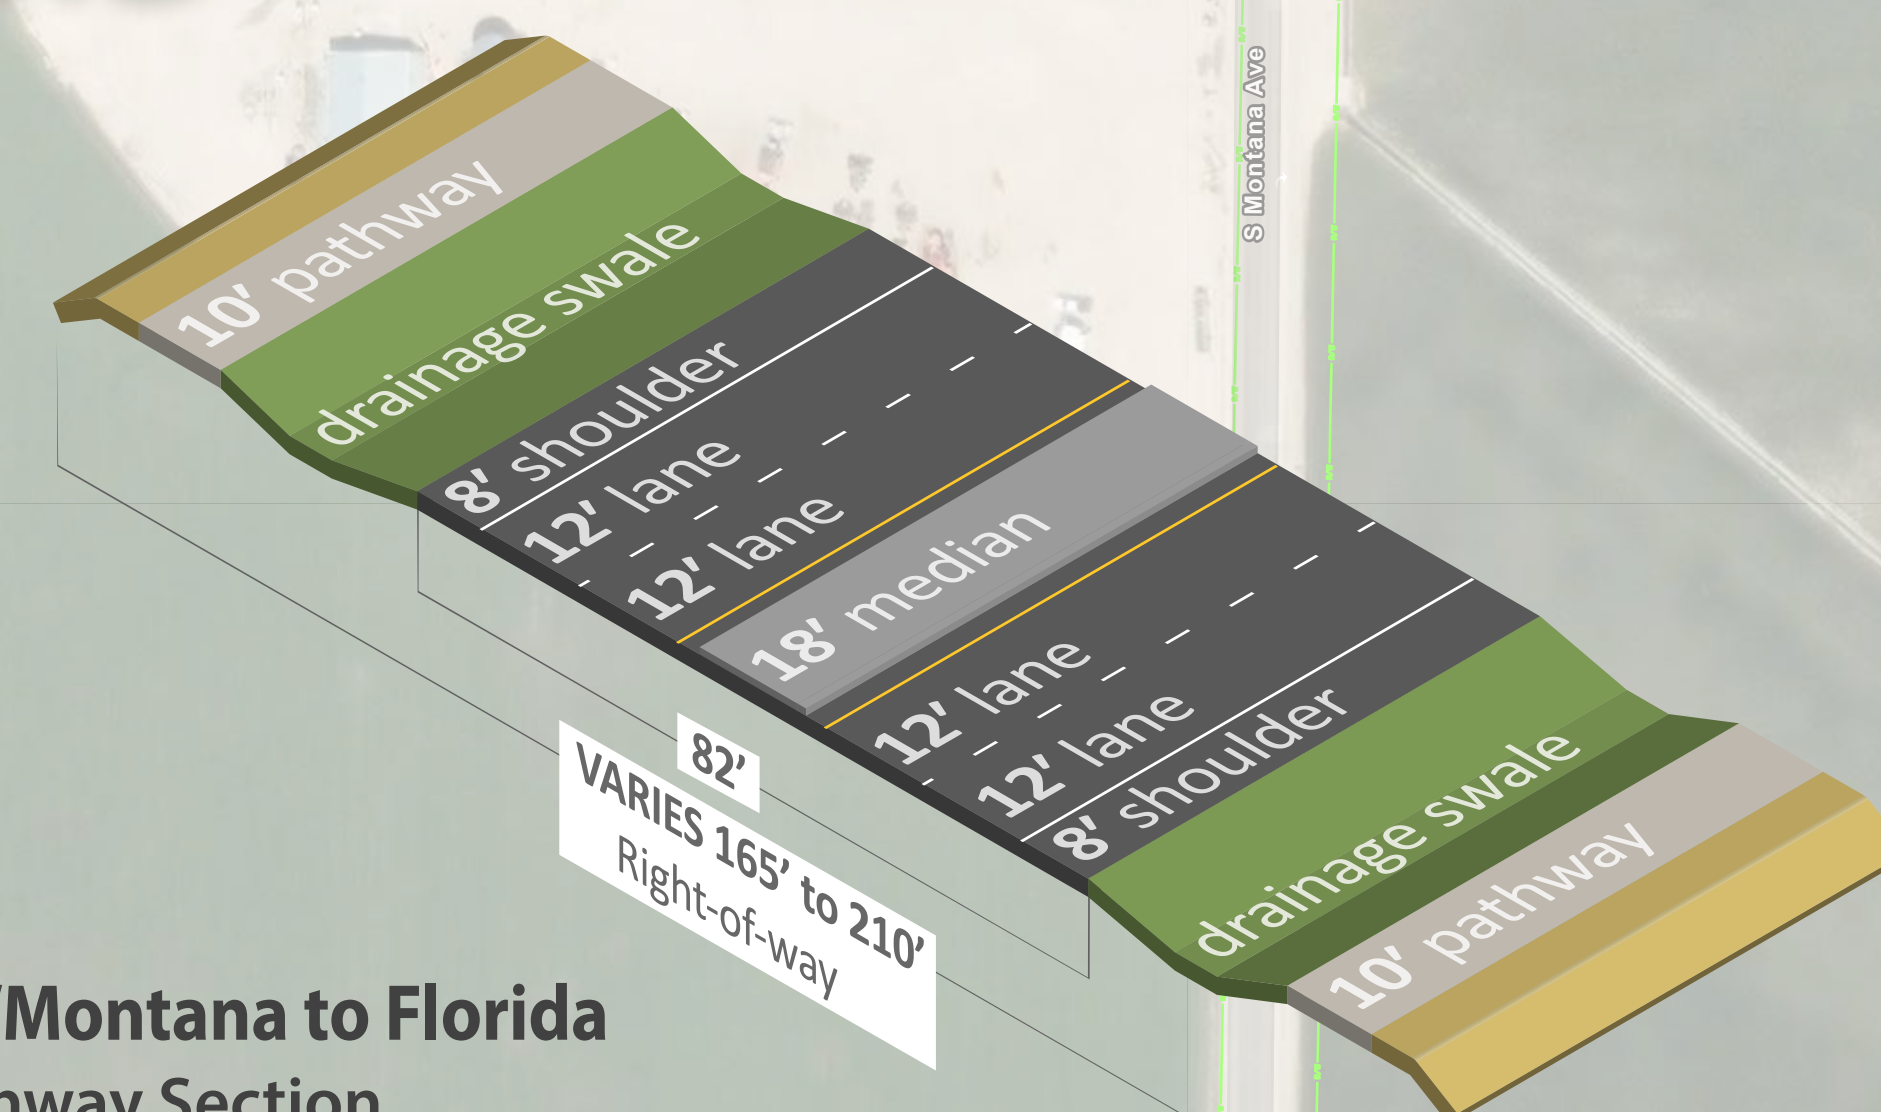 S Montana Ave
10' pathway
drainage swale
8' shoulder
12' lane
12' lane
18' median
12' lane
12' lane
8' shoulder
drainage swale
10' pathway
82’
VARIES 165’ to 210’
Right-of-way
/Montana to Florida
Section